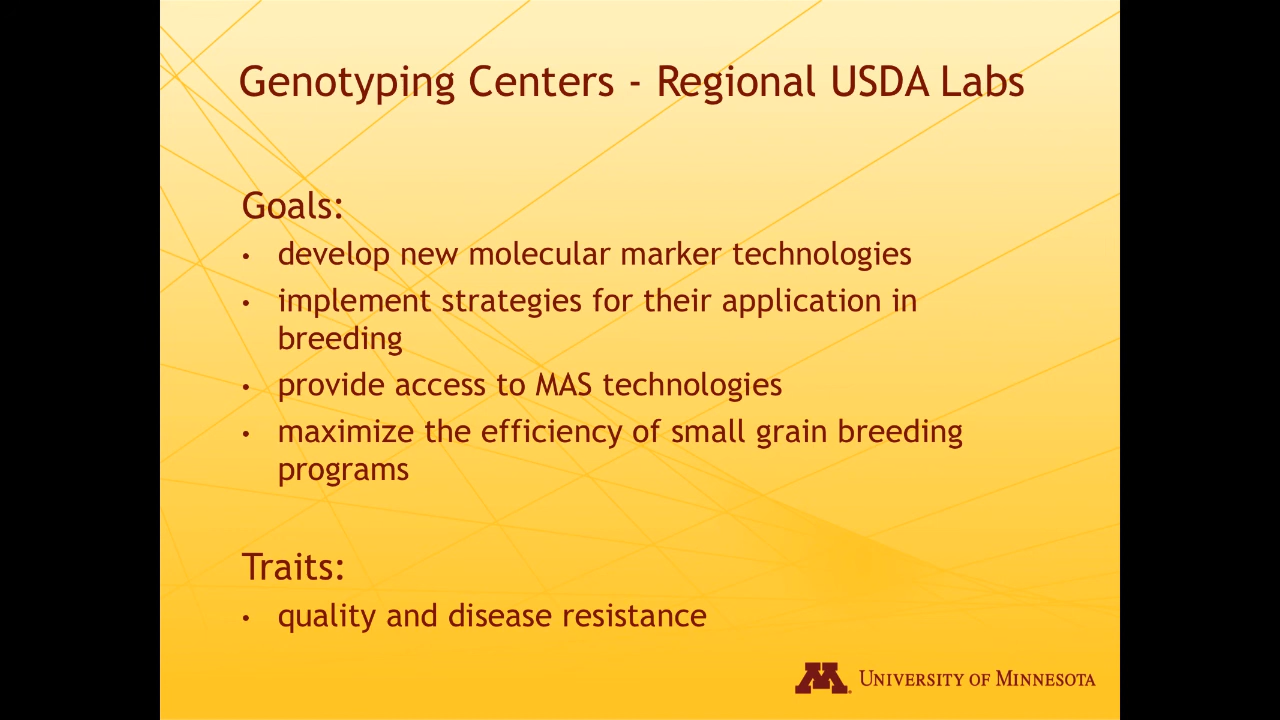 Genotyping Centers - Regional USDA Labs
Goals:
• develop new molecular marker technologies
• implement strategies for their application in
breeding
• provide access to MAS technologies
• maximize the efficiency of small grain breeding
programs
Traits:
• quality and disease resistance
M UNIVERSITY OF MINNESOTA